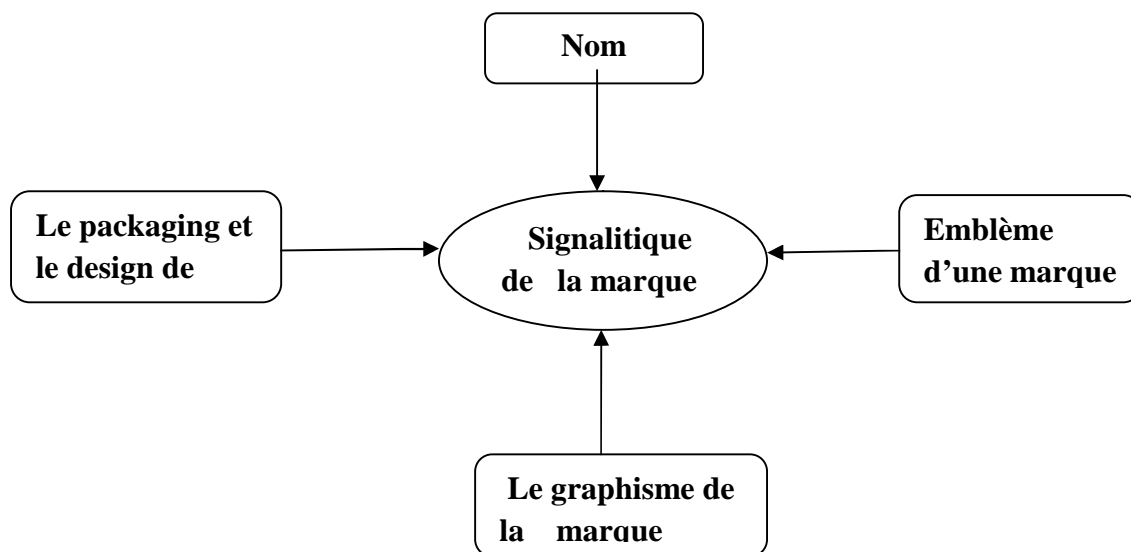 Nom
Le packaging et
le design de
Signalitique
de la marque
Emblème
d’une marque
Le graphisme de
la marque